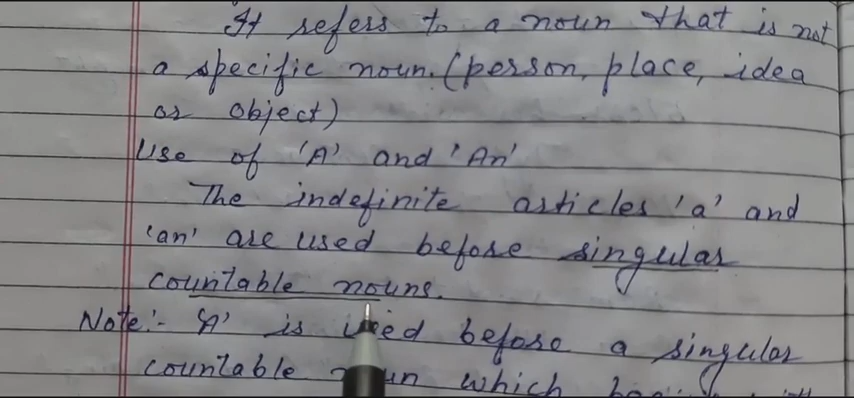 It refers to a noun that is not
a specific noun. (person, place, idea
or object)
Use of 'A' and 'An'
The indefinite articles 'a' and
'an' are used before singular
countable nouns.
Note:- 'A' is used before a singular
countable which